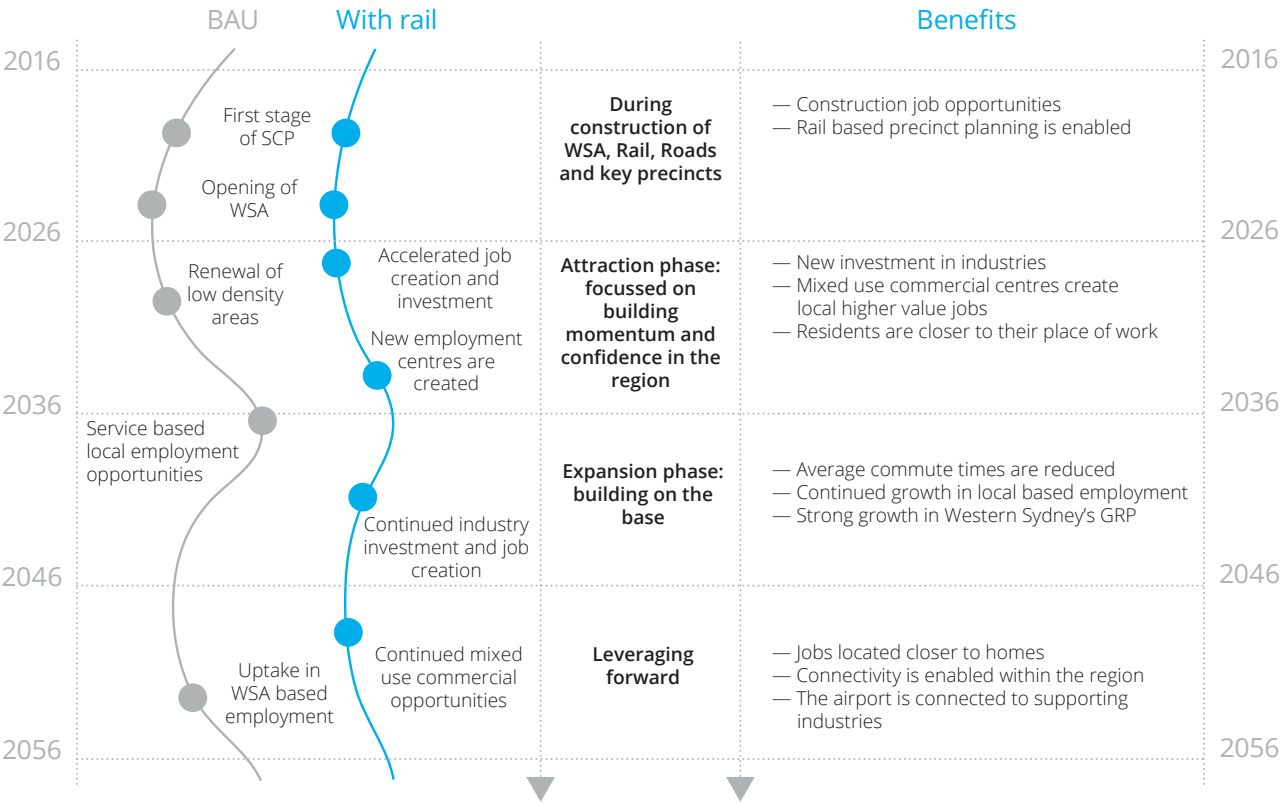 BAU
With rail
Benefits
2016
2016
First stage
of SCP
During
construction of
WSA, Rail, Roads
and key precincts
— Construction job opportunities
— Rail based precinct planning is enabled
Opening of
WSA
2026
2026
Renewal of
low density
areas
Accelerated job
creation and
investment
New employment
centres are
created
Attraction phase:
focussed on
building
momentum and
confidence in the
region
— New investment in industries
— Mixed use commercial centres create
local higher value jobs
— Residents are closer to their place of work
2036
2036
Service based
local employment
opportunities
Continued industry
investment and job
creation
Expansion phase:
building on the
base
— Average commute times are reduced
— Continued growth in local based employment
— Strong growth in Western Sydney’s GRP
2046
2046
Uptake in
WSA based
employment
Continued mixed
use commercial
opportunities
Leveraging
forward
— Jobs located closer to homes
— Connectivity is enabled within the region
— The airport is connected to supporting
industries
2056
2056